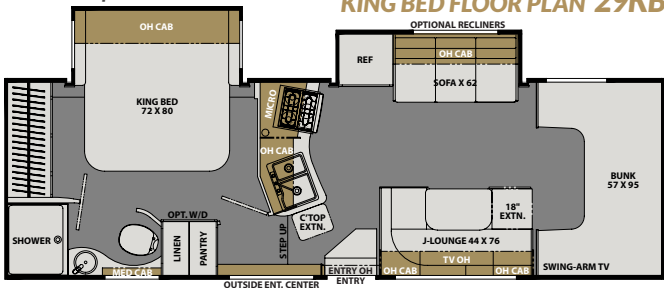 KING BED FLOOR PLAN 29KB
OPTIONAL RECLINERS
OH CAB
REF
OH CAB
SOFA X 62
KING BED
72 X 80
MICRO
OH CAB
BUNK
57 X 95
OPT. W/D
C'TOP
EXTN.
18"
EXTN.
SHOWER
LINEN
PANTRY
STEP UP
J-LOUNGE 44 X 76
TV OH
MED CAB
ENTRY OH
OH CAB
OH CAB
SWING-ARM TV
OUTSIDE ENT. CENTER
ENTRY